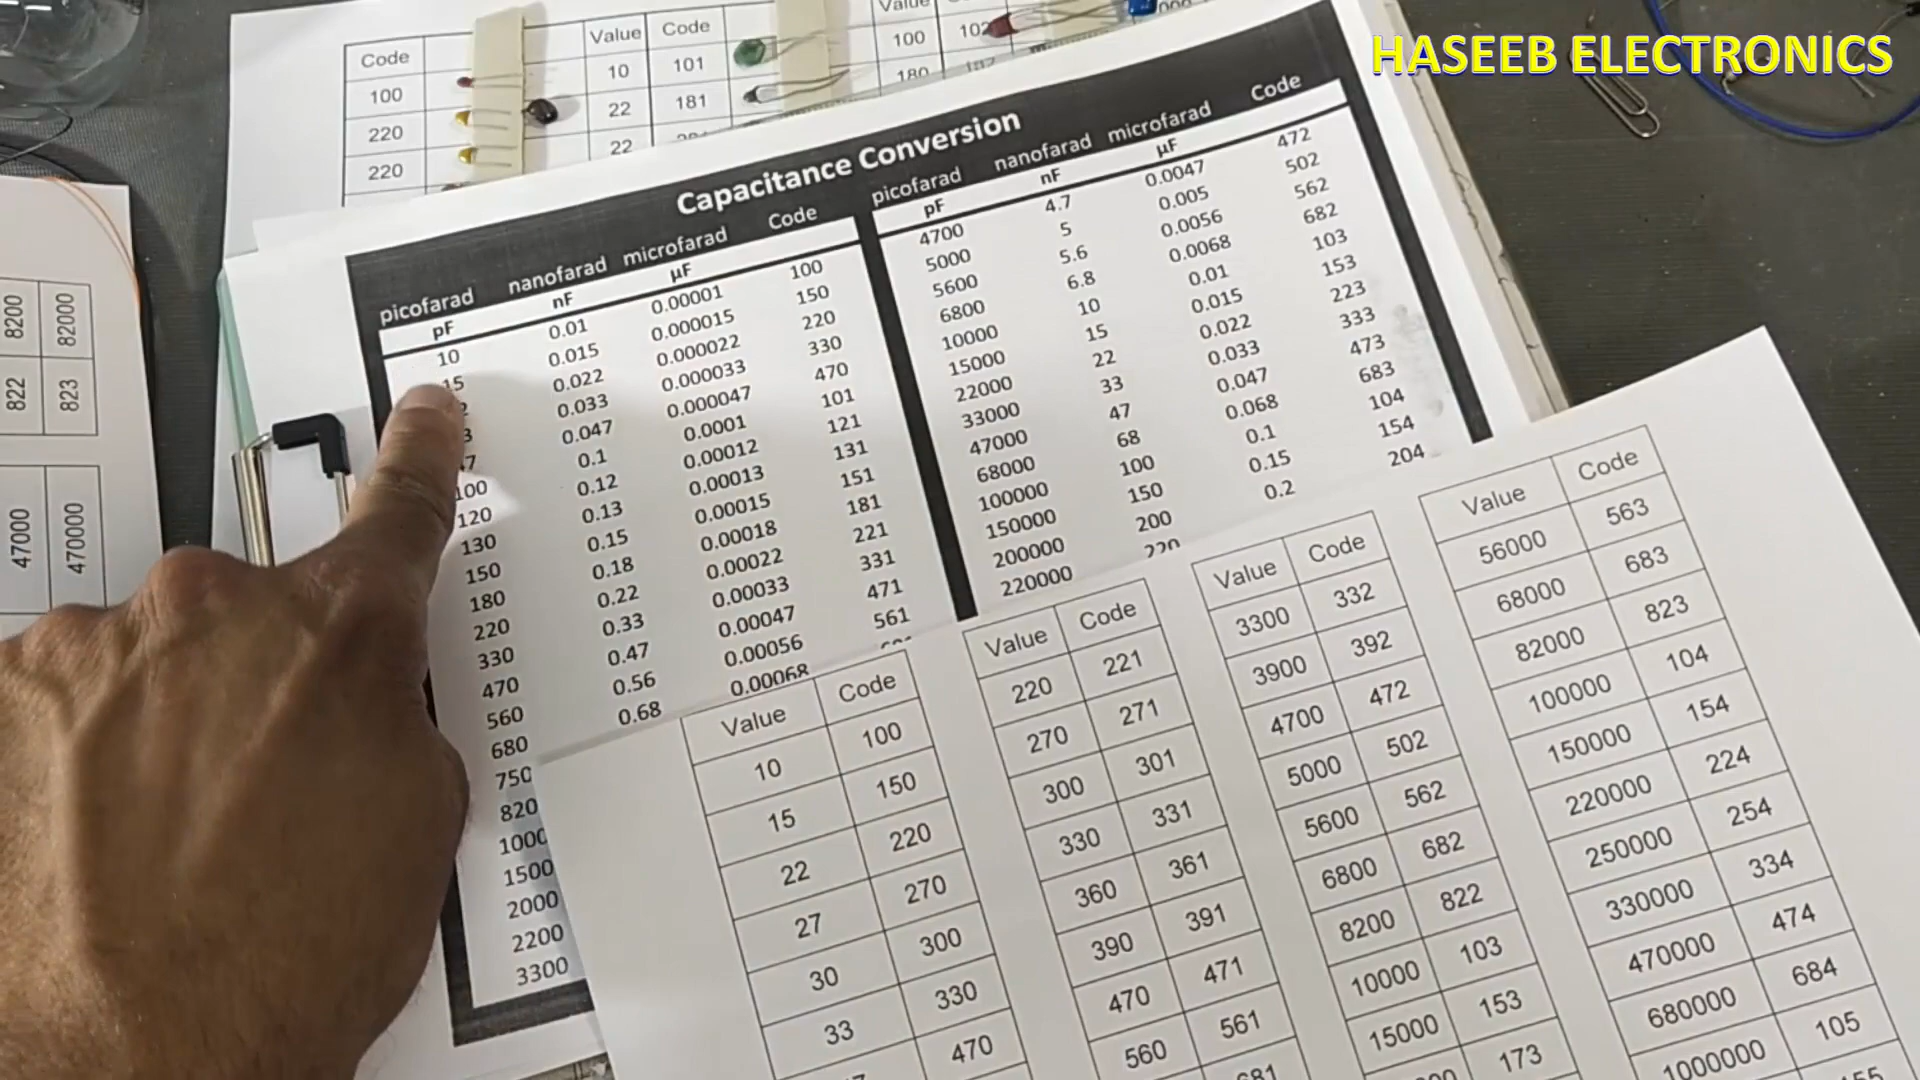 HASEEB ELECTRONICS
Code
100
220
220
Value Code
10 101
22 181
22
Value
100 102
180
8200 82000
822 823
47000 470000
Capacitance Conversion
picofarad nanofarad microfarad Code
pF nF µF
10 0.01 0.00001 100
15 0.015 0.000015 150
0.022 0.000022 220
0.033 0.000033 330
0.047 0.000047 470
100 0.1 0.0001 101
120 0.12 0.00012 121
130 0.13 0.00013 131
150 0.15 0.00015 151
180 0.18 0.00018 181
220 0.22 0.00022 221
330 0.33 0.00033 331
470 0.47 0.00047 471
560 0.56 0.00056 561
680 0.68 0.00068
750
820
1000
1500
2000
2200
3300
picofarad nanofarad microfarad Code
pF nF µF
4700 4.7 0.0047 472
5000 5 0.005 502
5600 5.6 0.0056 562
6800 6.8 0.0068 682
10000 10 0.01 103
15000 15 0.015 153
22000 22 0.022 223
33000 33 0.033 333
47000 47 0.047 473
68000 68 0.068 683
100000 100 0.1 104
150000 150 0.15 154
200000 200 0.2 204
220000 220
Value Code
10 100
15 150
22 220
27 270
30 300
33 330
470
Value Code
220 221
270 271
300 301
330 331
360 361
390 391
470 471
560 561
681
Value Code
3300 332
3900 392
4700 472
5000 502
5600 562
6800 682
8200 822
10000 103
15000 153
173
Value Code
56000 563
68000 683
82000 823
100000 104
150000 154
220000 224
250000 254
330000 334
470000 474
680000 684
1000000 105